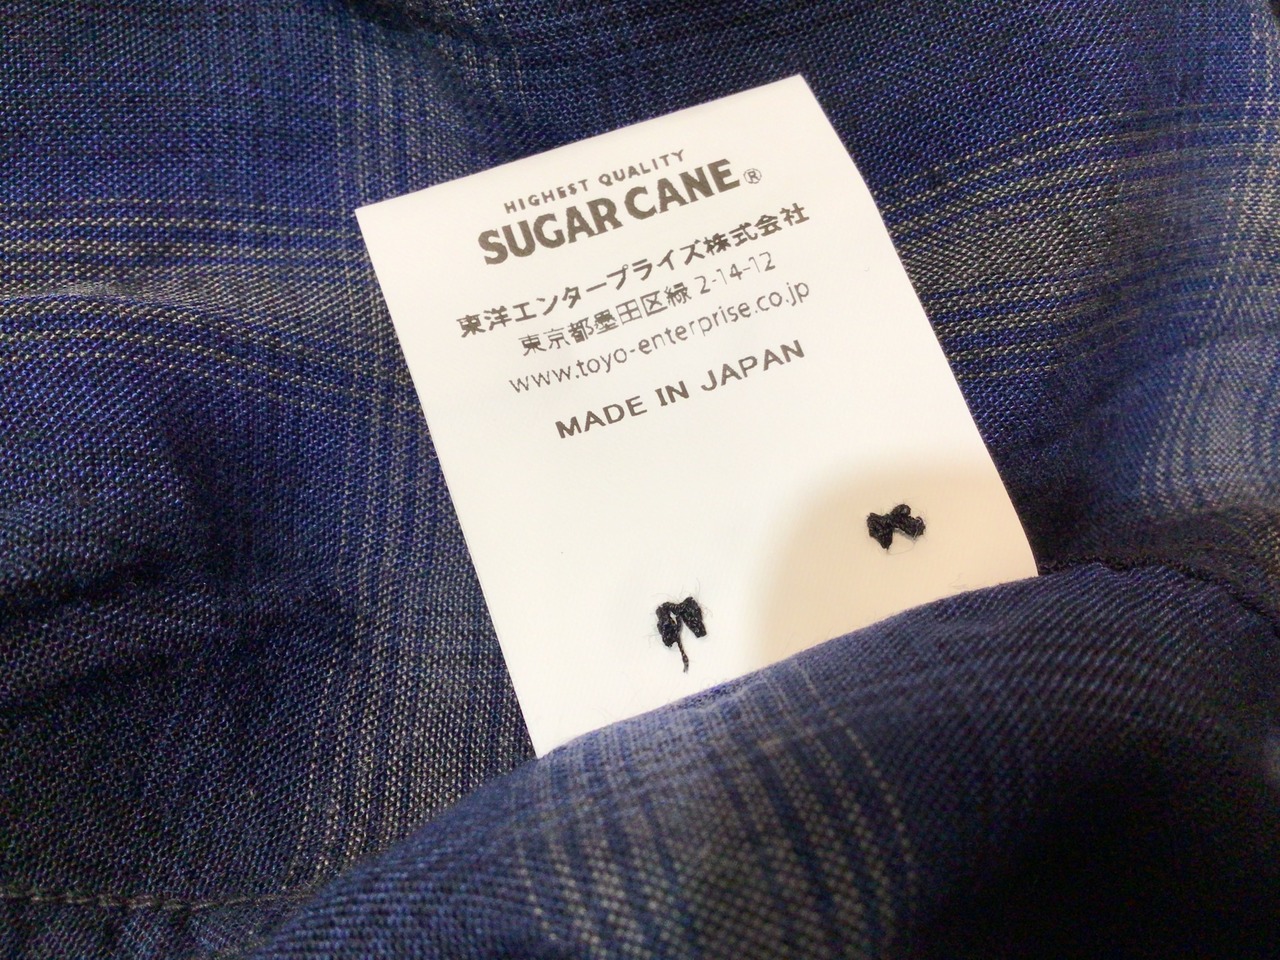 HIGHEST QUALITY
SUGAR CANE®
東洋エンタープライズ株式会社
東京都墨田区緑 2-14-12
www.toyo-enterprise.co.jp
MADE IN JAPAN